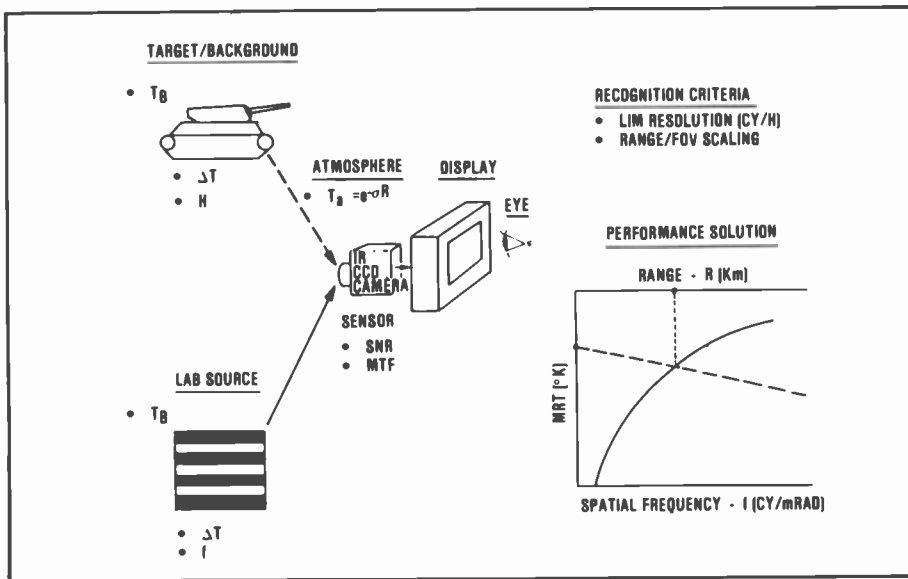 TARGET/BACKGROUND
• T_B
• ΔT
• H
ATMOSPHERE
• T_a = e^-σR
DISPLAY
EYE
IR
CCD
CAMERA
SENSOR
• SNR
• MTF
LAB SOURCE
• T_B
• ΔT
• f
RECOGNITION CRITERIA
• LIM RESOLUTION (CY/H)
• RANGE/FOV SCALING
PERFORMANCE SOLUTION
RANGE - R (Km)
MRT (°K)
SPATIAL FREQUENCY - f (CY/mRAD)